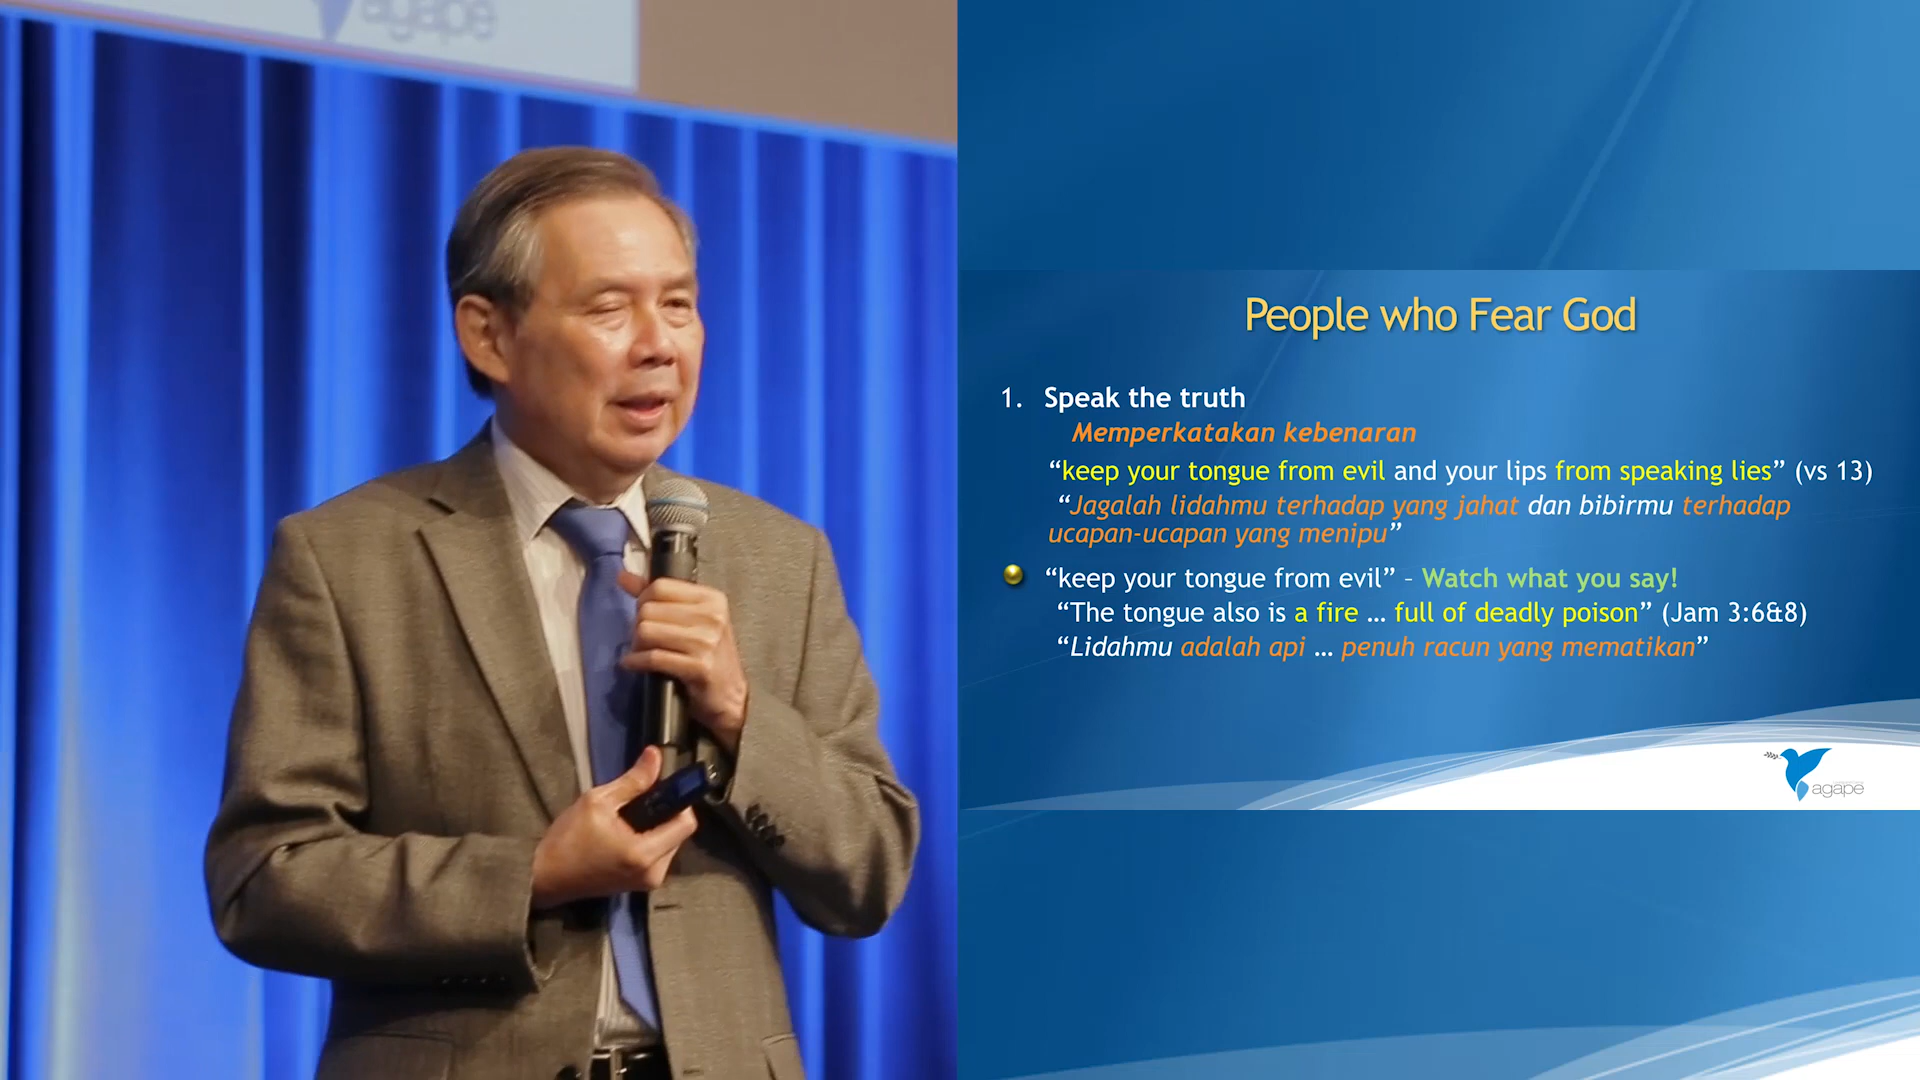 agape
People who Fear God
1. Speak the truth
Memperkatakan kebenaran
“keep your tongue from evil and your lips from speaking lies” (vs 13)
“Jagalah lidahmu terhadap yang jahat dan bibirmu terhadap
ucapan-ucapan yang menipu”
“keep your tongue from evil” – Watch what you say!
“The tongue also is a fire … full of deadly poison” (Jam 3:6&8)
“Lidahmu adalah api … penuh racun yang mematikan”
agape